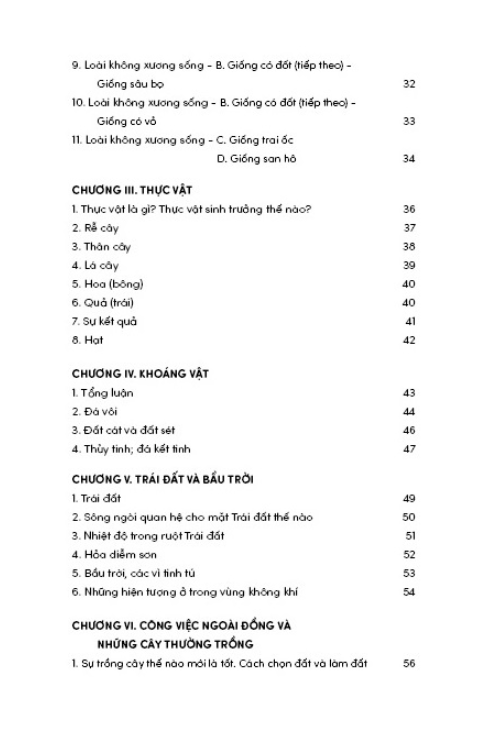 9. Loài không xương sống – B. Giống có đốt (tiếp theo) –
Giống sâu bọ 32
10. Loài không xương sống – B. Giống có đốt (tiếp theo) –
Giống có vỏ 33
11. Loài không xương sống – C. Giống trai ốc
D. Giống san hô 34
CHƯƠNG III. THỰC VẬT
1. Thực vật là gì? Thực vật sinh trưởng thế nào? 36
2. Rễ cây 37
3. Thân cây 38
4. Lá cây 39
5. Hoa (bông) 40
6. Quả (trái) 40
7. Sự kết quả 41
8. Hạt 42
CHƯƠNG IV. KHOÁNG VẬT
1. Tổng luận 43
2. Đá vôi 44
3. Đất cát và đất sét 46
4. Thủy tinh; đá kết tinh 47
CHƯƠNG V. TRÁI ĐẤT VÀ BẦU TRỜI
1. Trái đất 49
2. Sông ngòi quan hệ cho mặt Trái đất thế nào 50
3. Nhiệt độ trong ruột Trái đất 51
4. Hỏa diễm sơn 52
5. Bầu trời, các vì tinh tú 53
6. Những hiện tượng ở trong vùng không khí 54
CHƯƠNG VI. CÔNG VIỆC NGOÀI ĐỒNG VÀ
NHỮNG CÂY THƯỜNG TRỒNG
1. Sự trồng cây thế nào mới là tốt. Cách chọn đất và làm đất 56